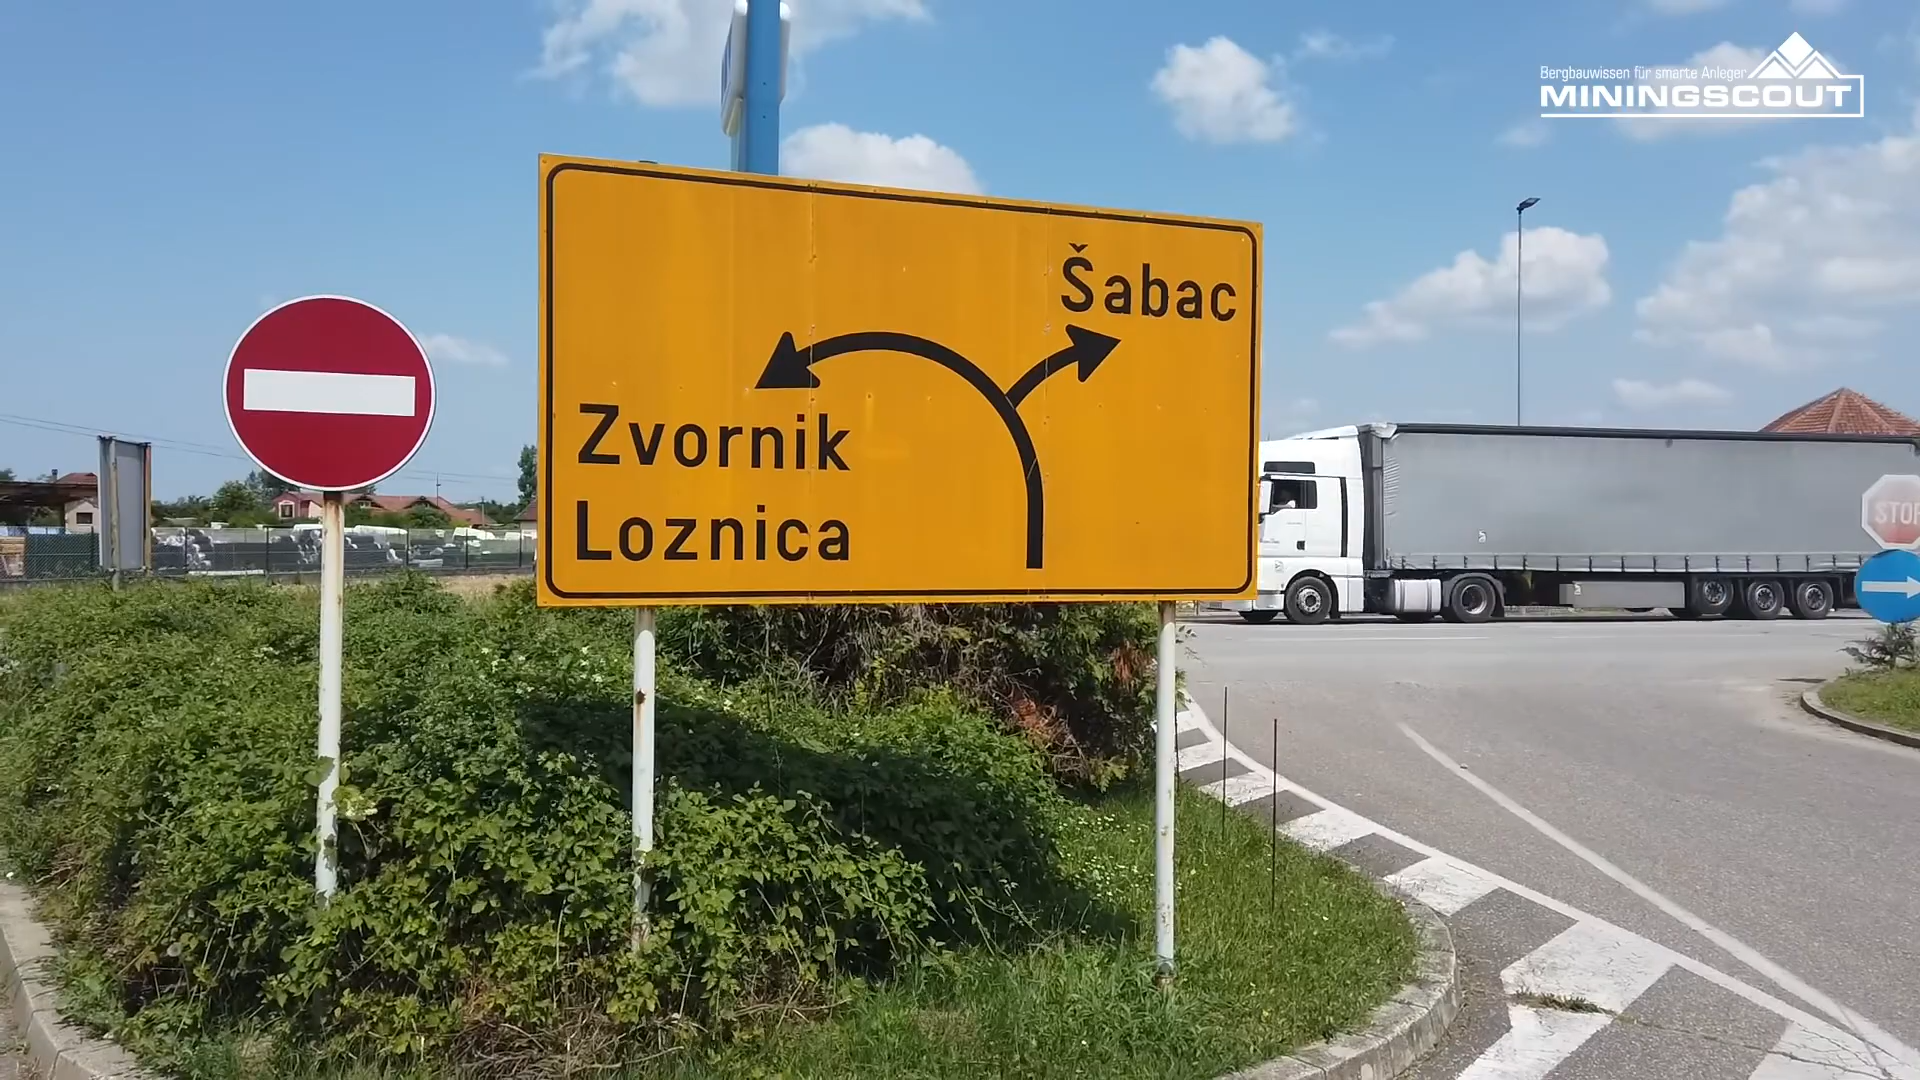 Bergbauwissen für smarte Anleger
MININGSCOUT
Šabac
Zvornik
Loznica
STOP